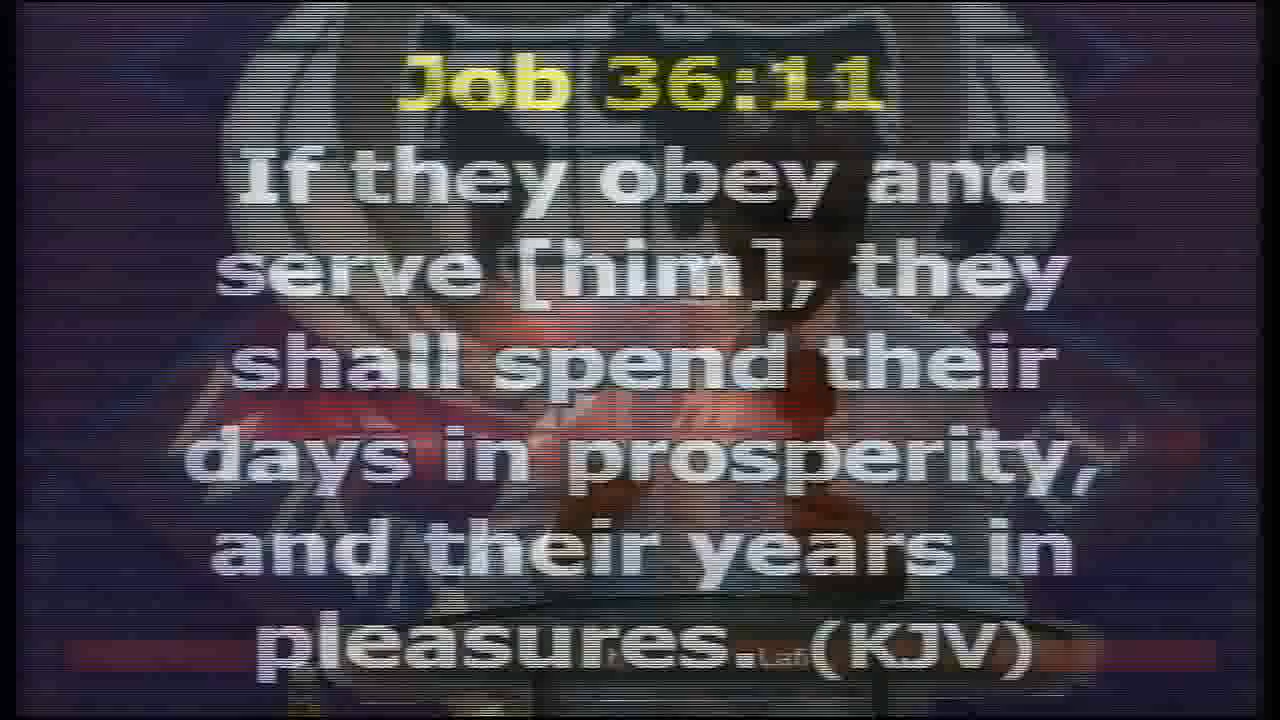 Job 36:11
If they obey and
serve [him], they
shall spend their
days in prosperity,
and their years in
pleasures. (KJV)